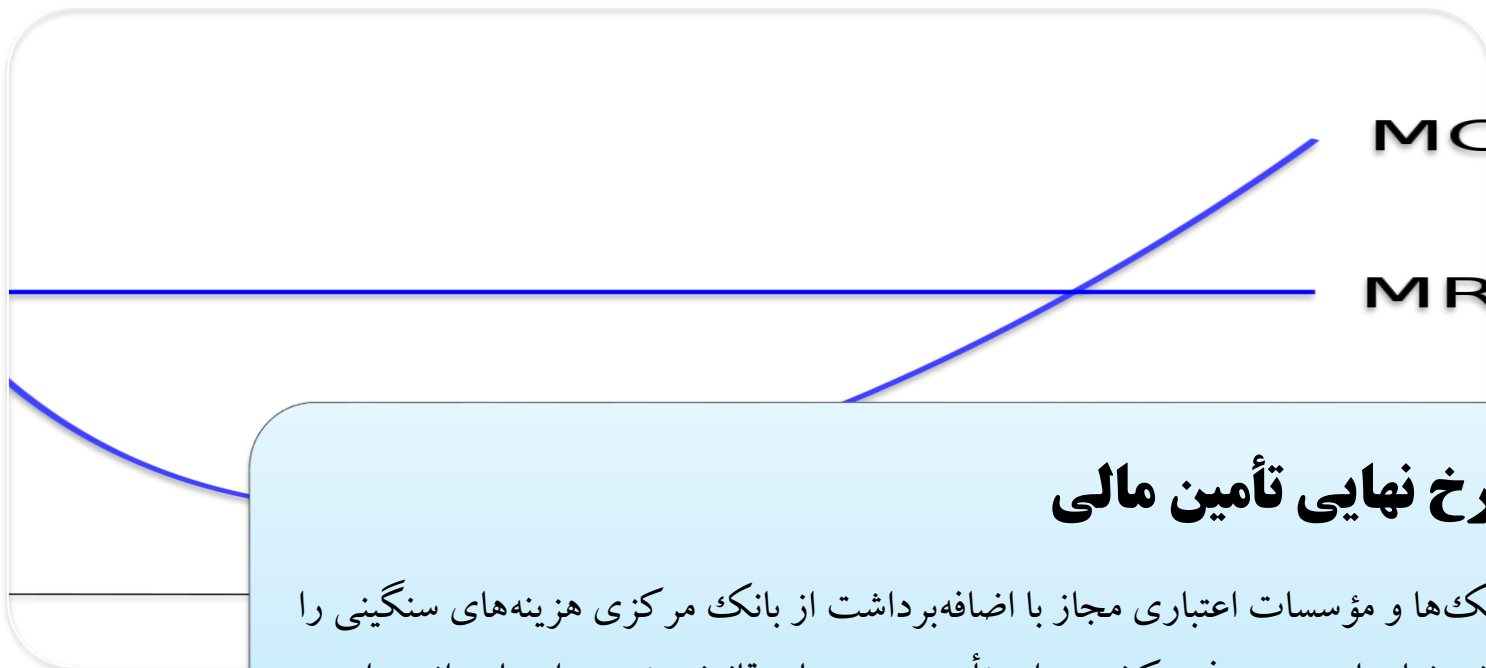 MC
MR
رخ نهایی تأمین مالی
کها و مؤسسات اعتباری مجاز با اضافه‌برداشت از بانک مرکزی هزینه‌های سنگینی را